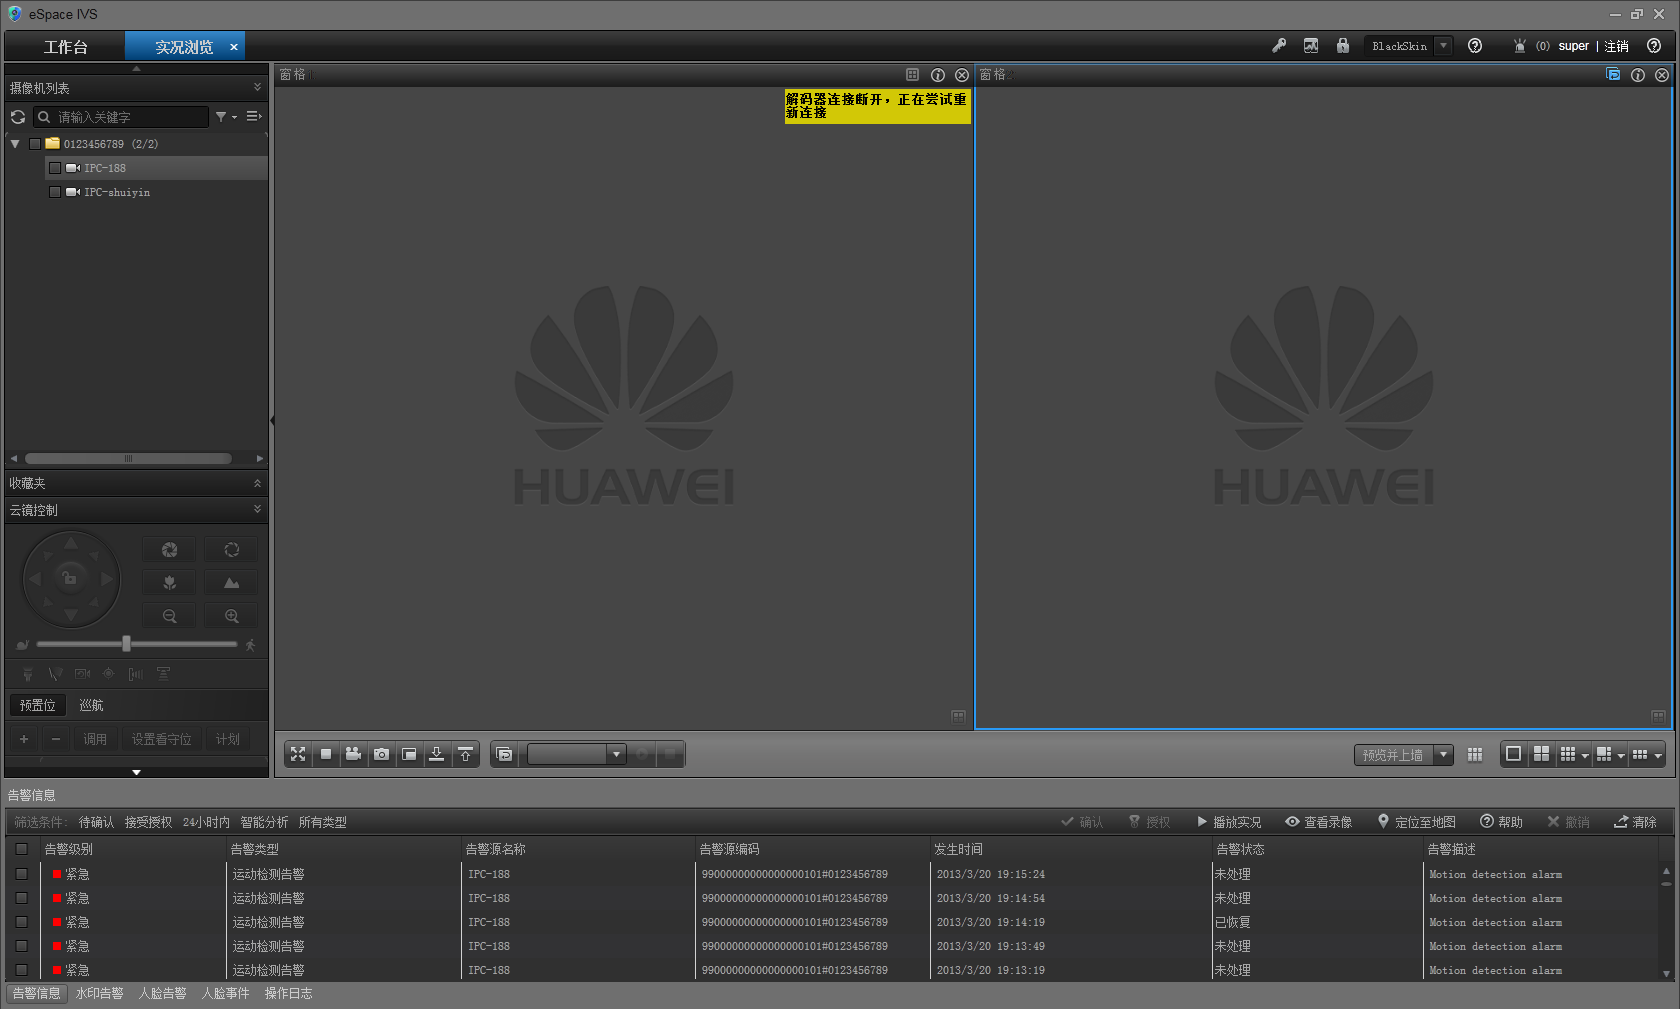 eSpace IVS
工作台
实况浏览
BlackSkin
(0)
super
注销
摄像机列表
请输入关键字
0123456789 (2/2)
IPC-188
IPC-shuiyin
收藏夹
云镜控制
预置位
巡航
调用
设置看守位
计划
窗格1
解码器连接断开，正在尝试重
新连接
HUAWEI
窗格2
HUAWEI
预览并上墙
告警信息
筛选条件:
待确认
接受授权
24小时内
智能分析
所有类型
确认
授权
播放实况
查看录像
定位至地图
帮助
撤销
清除
告警级别 告警类型 告警源名称 告警源编码 发生时间 告警状态 告警描述
紧急 运动检测告警 IPC-188 99000000000000000101#0123456789 2013/3/20 19:15:24 未处理 Motion detection alarm
紧急 运动检测告警 IPC-188 99000000000000000101#0123456789 2013/3/20 19:14:54 未处理 Motion detection alarm
紧急 运动检测告警 IPC-188 99000000000000000101#0123456789 2013/3/20 19:14:19 已恢复 Motion detection alarm
紧急 运动检测告警 IPC-188 99000000000000000101#0123456789 2013/3/20 19:13:49 未处理 Motion detection alarm
紧急 运动检测告警 IPC-188 99000000000000000101#0123456789 2013/3/20 19:13:19 未处理 Motion detection alarm
告警信息
水印告警
人脸告警
人脸事件
操作日志